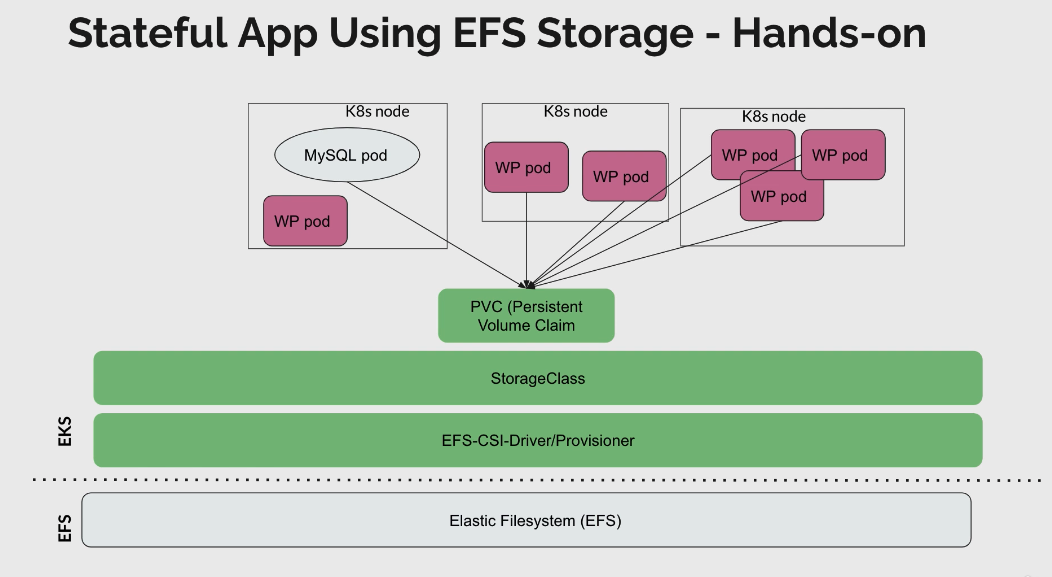 Stateful App Using EFS Storage - Hands-on
K8s node
K8s node
K8s node
MySQL pod
WP pod
WP pod
WP pod
WP pod
WP pod
WP pod
PVC (Persistent
Volume Claim
StorageClass
EKS
EFS-CSI-Driver/Provisioner
EFS
Elastic Filesystem (EFS)